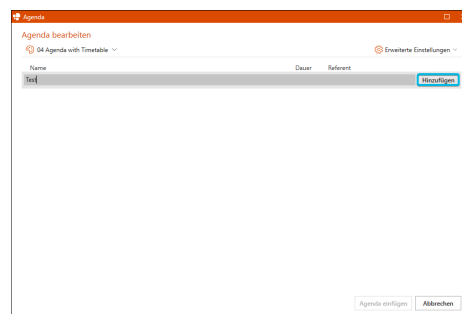 Agenda
Agenda bearbeiten
04 Agenda with Timetable
Erweiterte Einstellungen
Name Dauer Referent
Test Hinzufügen
Agenda einfügen Abbrechen